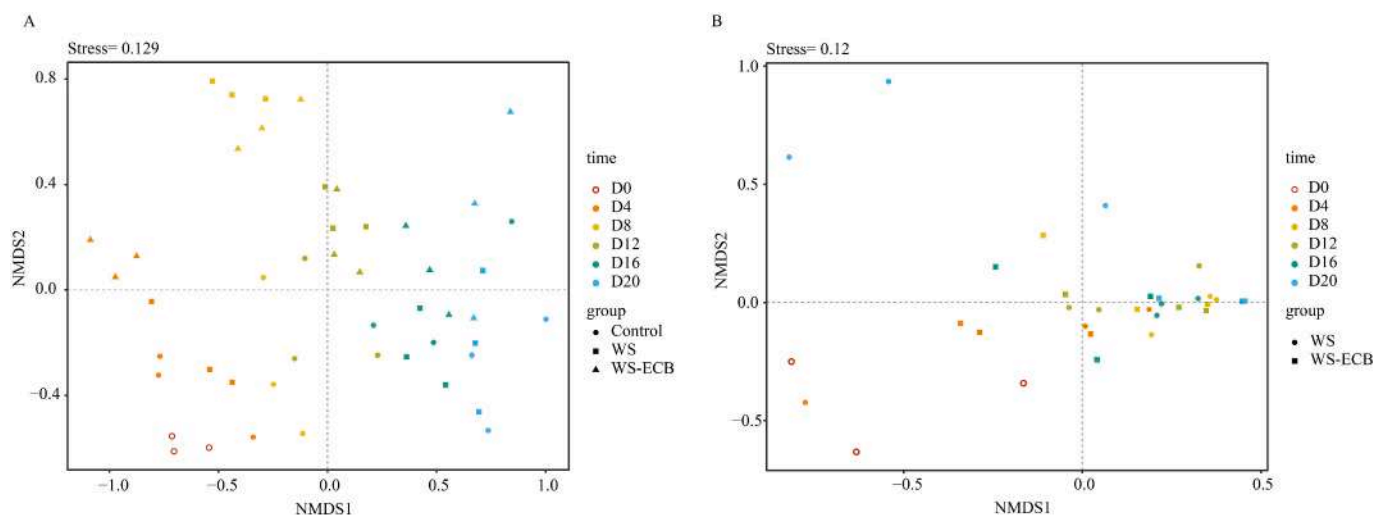 A
Stress= 0.129
0.8
0.4
0.0
−0.4
NMDS2
−1.0
−0.5
0.0
0.5
1.0
NMDS1
time
D0
D4
D8
D12
D16
D20
group
Control
WS
WS-ECB
B
Stress= 0.12
1.0
0.5
0.0
−0.5
NMDS2
−0.5
0.0
0.5
NMDS1
time
D0
D4
D8
D12
D16
D20
group
WS
WS-ECB